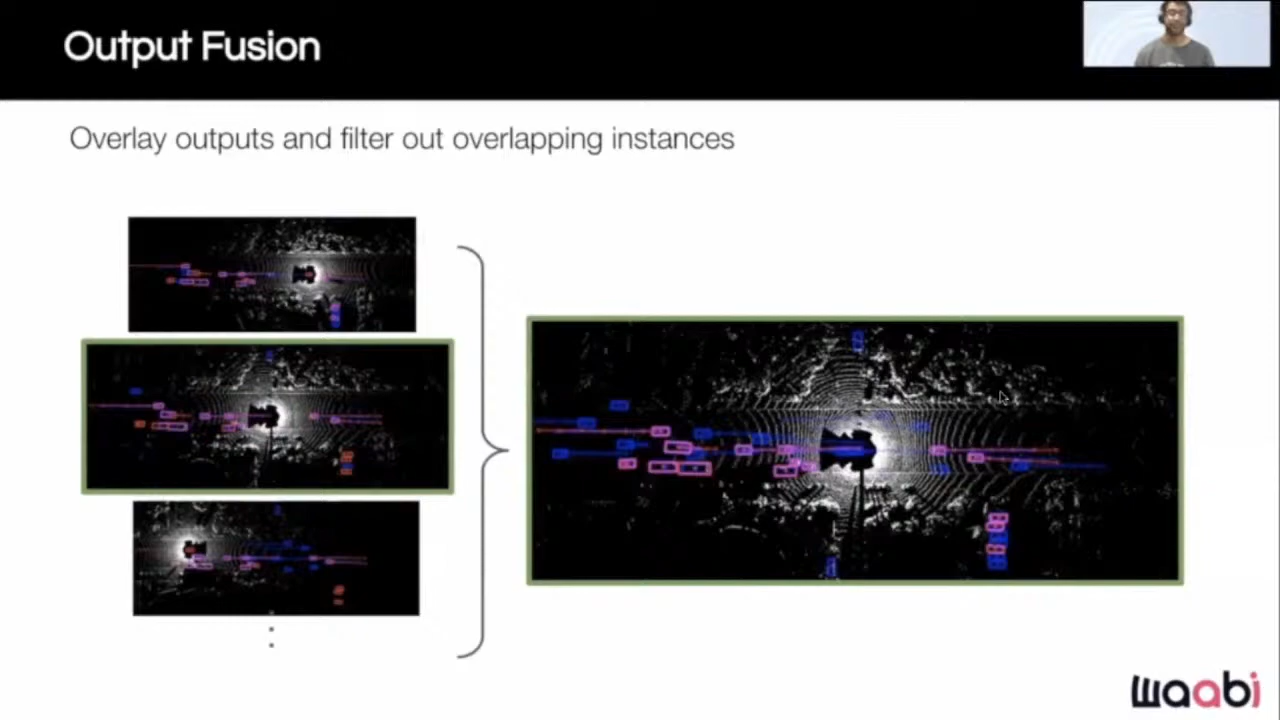 Output Fusion
Overlay outputs and filter out overlapping instances
waabi